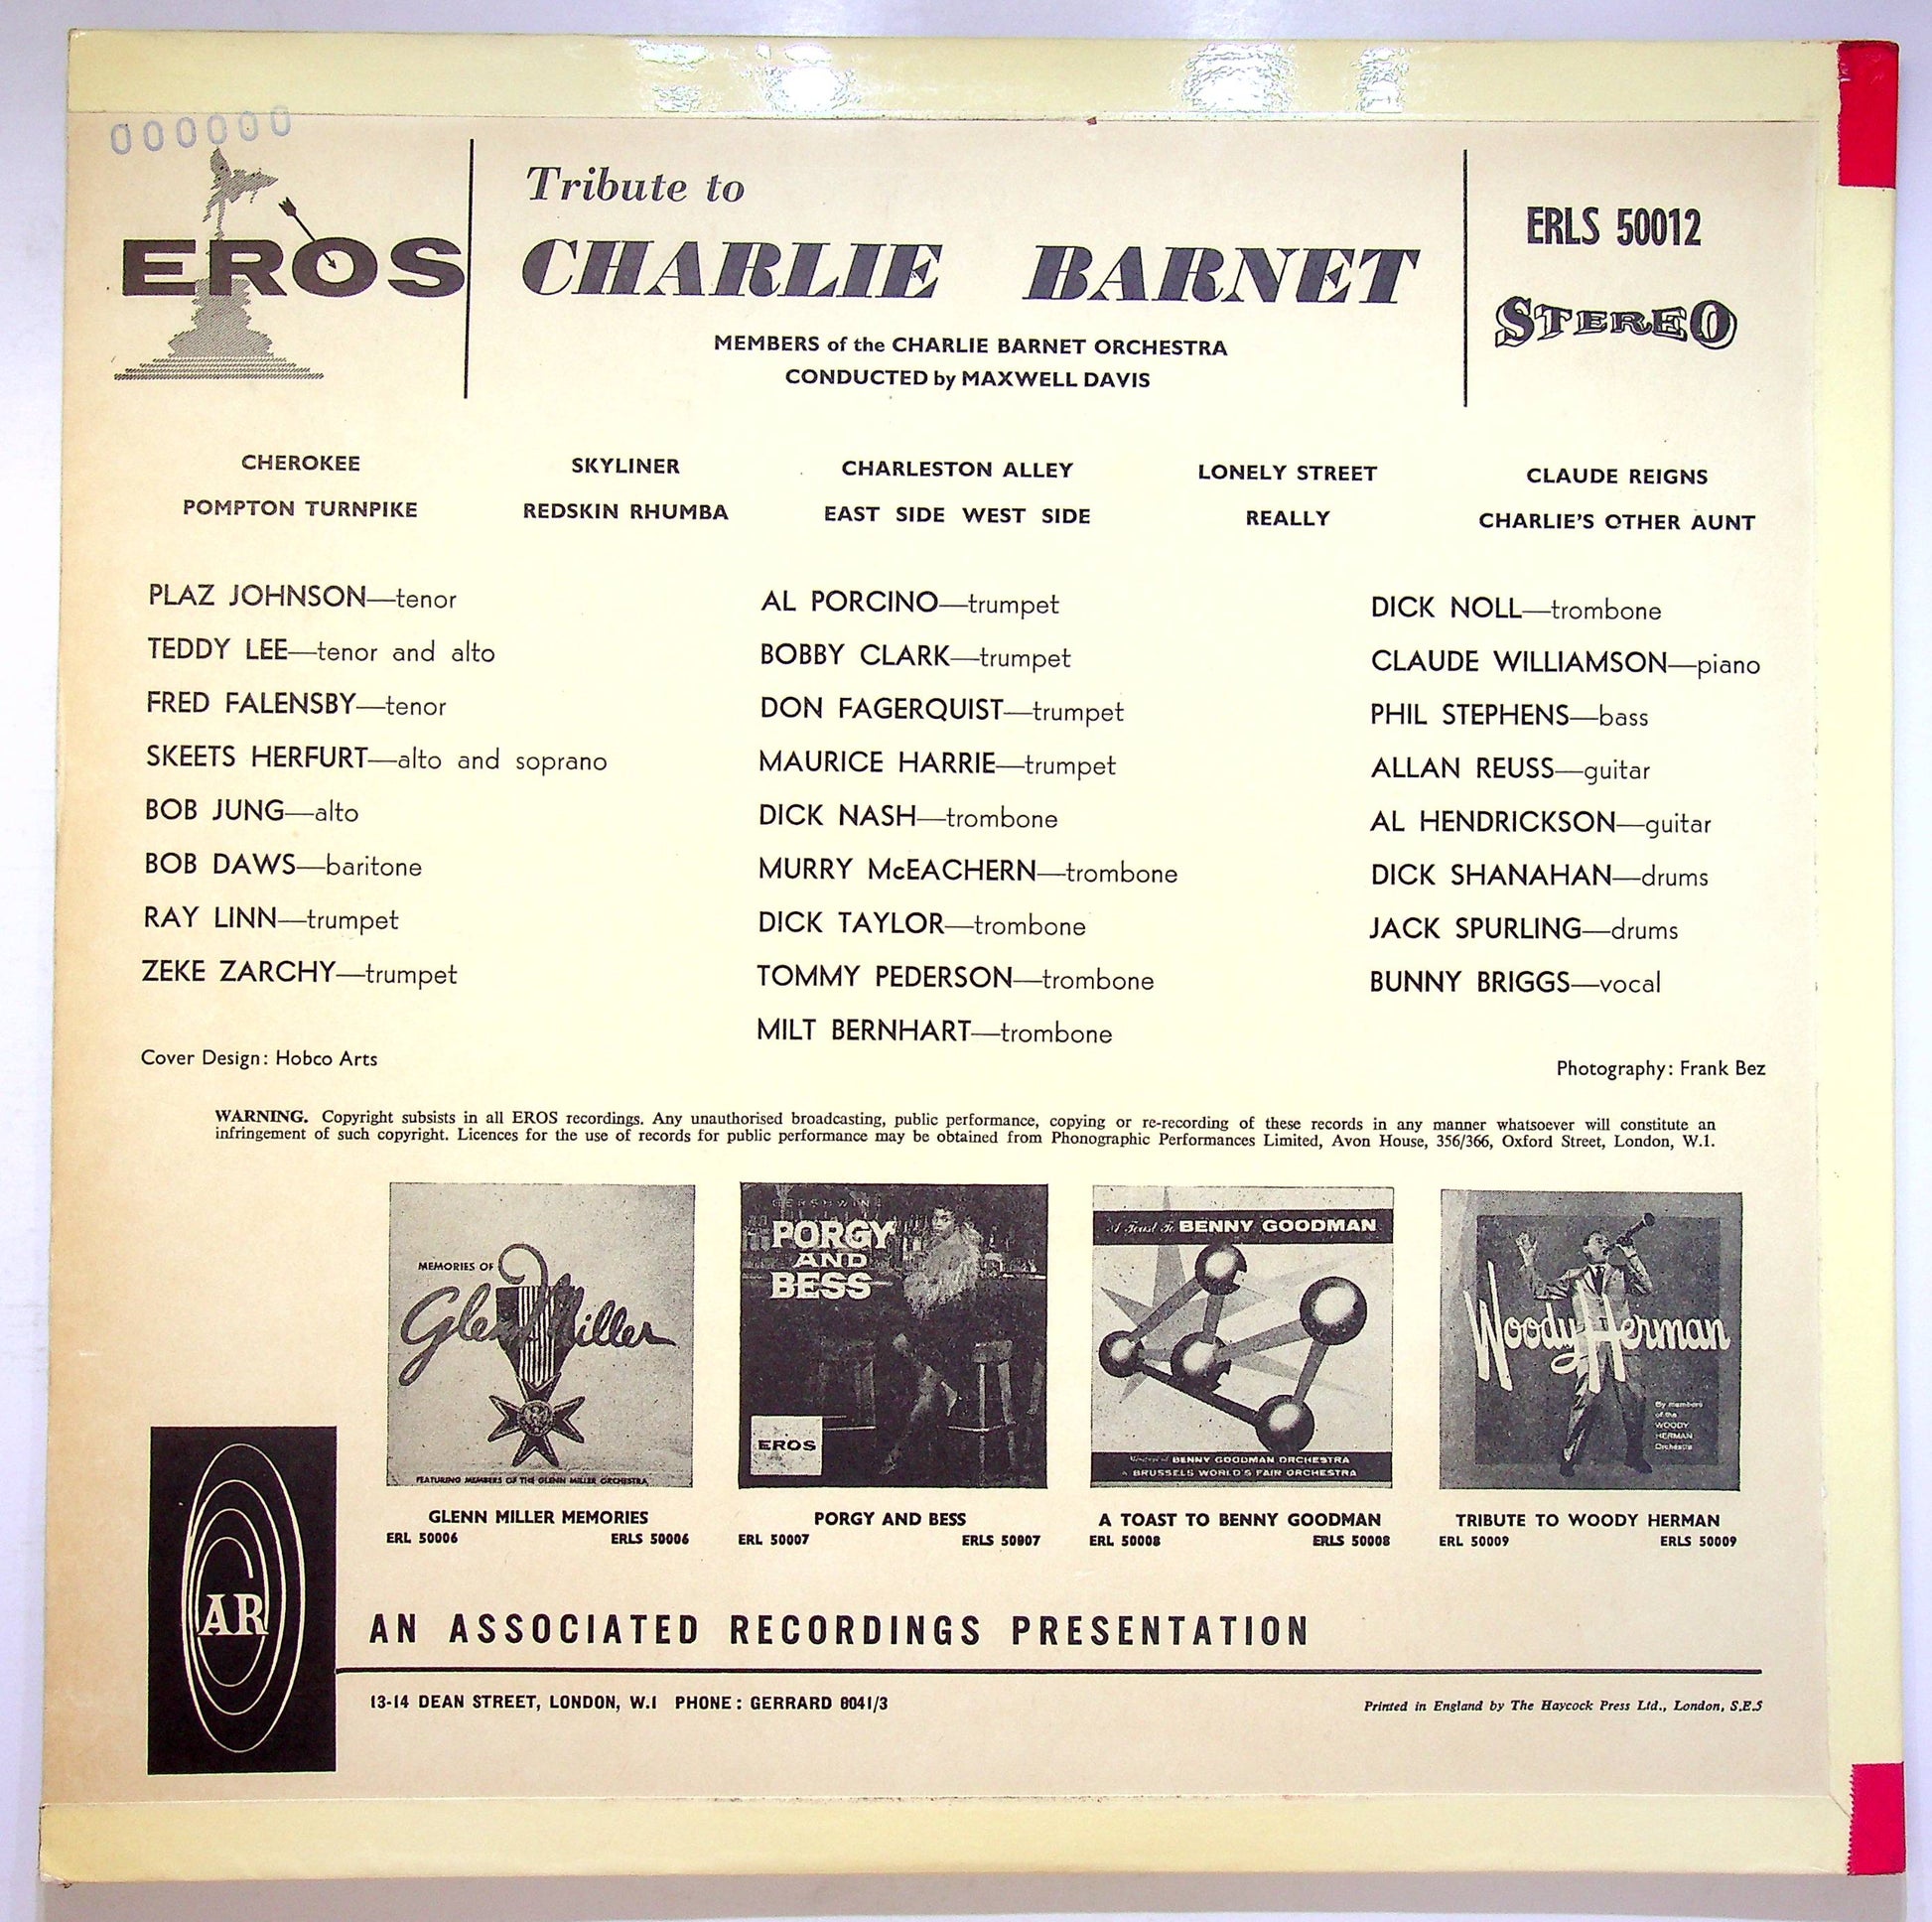 000000
EROS
Tribute to
CHARLIE BARNET
MEMBERS of the CHARLIE BARNET ORCHESTRA
CONDUCTED by MAXWELL DAVIS
ERLS 50012
STEREO
CHEROKEE SKYLINER CHARLESTON ALLEY LONELY STREET CLAUDE REIGNS
POMPTON TURNPIKE REDSKIN RHUMBA EAST SIDE WEST SIDE REALLY CHARLIE'S OTHER AUNT
PLAZ JOHNSON—tenor
TEDDY LEE—tenor and alto
FRED FALENSBY—tenor
SKEETS HERFURT—alto and soprano
BOB JUNG—alto
BOB DAWS—baritone
RAY LINN—trumpet
ZEKE ZARCHY—trumpet
AL PORCINO—trumpet
BOBBY CLARK—trumpet
DON FAGERQUIST—trumpet
MAURICE HARRIE—trumpet
DICK NASH—trombone
MURRY McEACHERN—trombone
DICK TAYLOR—trombone
TOMMY PEDERSON—trombone
MILT BERNHART—trombone
DICK NOLL—trombone
CLAUDE WILLIAMSON—piano
PHIL STEPHENS—bass
ALLAN REUSS—guitar
AL HENDRICKSON—guitar
DICK SHANAHAN—drums
JACK SPURLING—drums
BUNNY BRIGGS—vocal
Cover Design: Hobco Arts
Photography: Frank Bez
WARNING. Copyright subsists in all EROS recordings. Any unauthorised broadcasting, public performance, copying or re-recording of these records in any manner whatsoever will constitute an
infringement of such copyright. Licences for the use of records for public performance may be obtained from Phonographic Performances Limited, Avon House, 356/366, Oxford Street, London, W.1.
MEMORIES OF
Glenn Miller
FEATURING MEMBERS OF THE GLENN MILLER ORCHESTRA
GERSHWIN
PORGY
AND
BESS
EROS
A Toast To BENNY GOODMAN
BENNY GOODMAN ORCHESTRA
BRUSSELS WORLD'S FAIR ORCHESTRA
Woody Herman
By members
of the
WOODY
HERMAN
Orchestra
GLENN MILLER MEMORIES
ERL 50006 ERLS 50006
PORGY AND BESS
ERL 50007 ERLS 50007
A TOAST TO BENNY GOODMAN
ERL 50008 ERLS 50008
TRIBUTE TO WOODY HERMAN
ERL 50009 ERLS 50009
AR
AN ASSOCIATED RECORDINGS PRESENTATION
13-14 DEAN STREET, LONDON, W.1 PHONE: GERRARD 8041/3
Printed in England by The Haycock Press Ltd., London, S.E.5